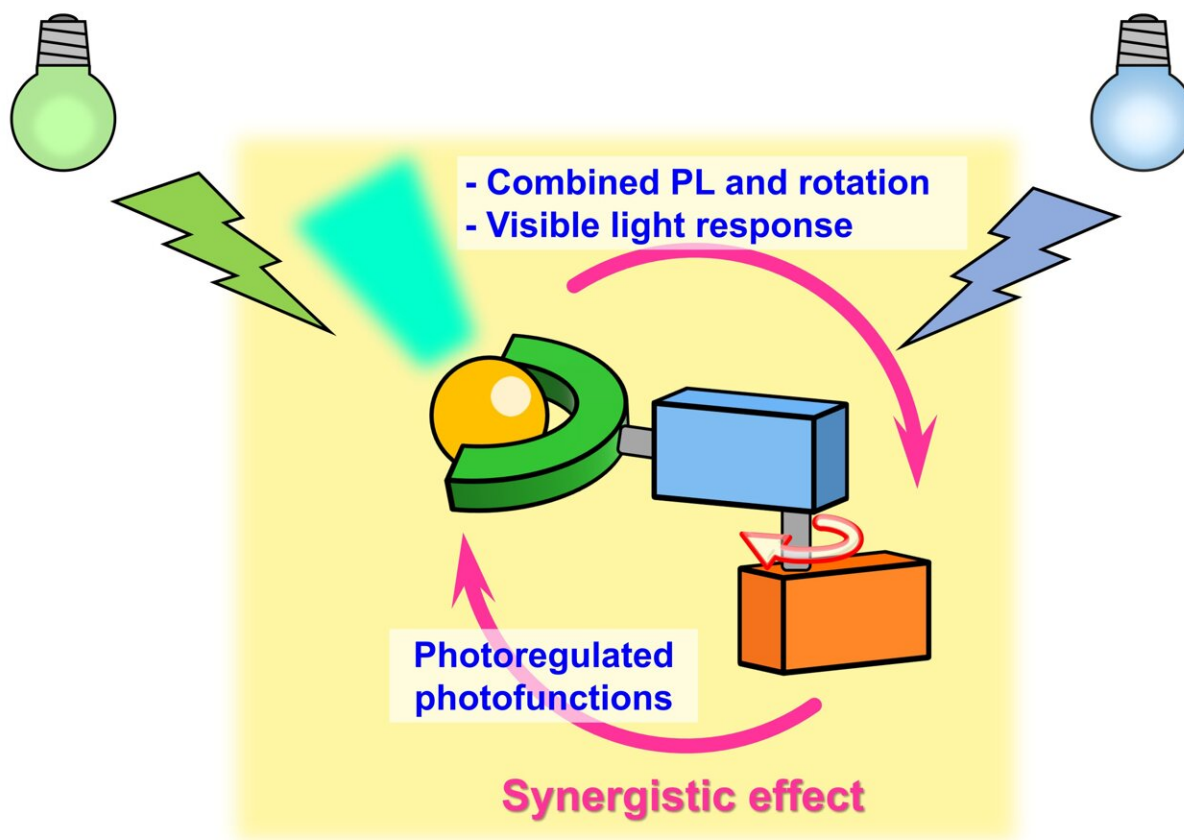 - Combined PL and rotation
- Visible light response
Photoregulated
photofunctions
Synergistic effect